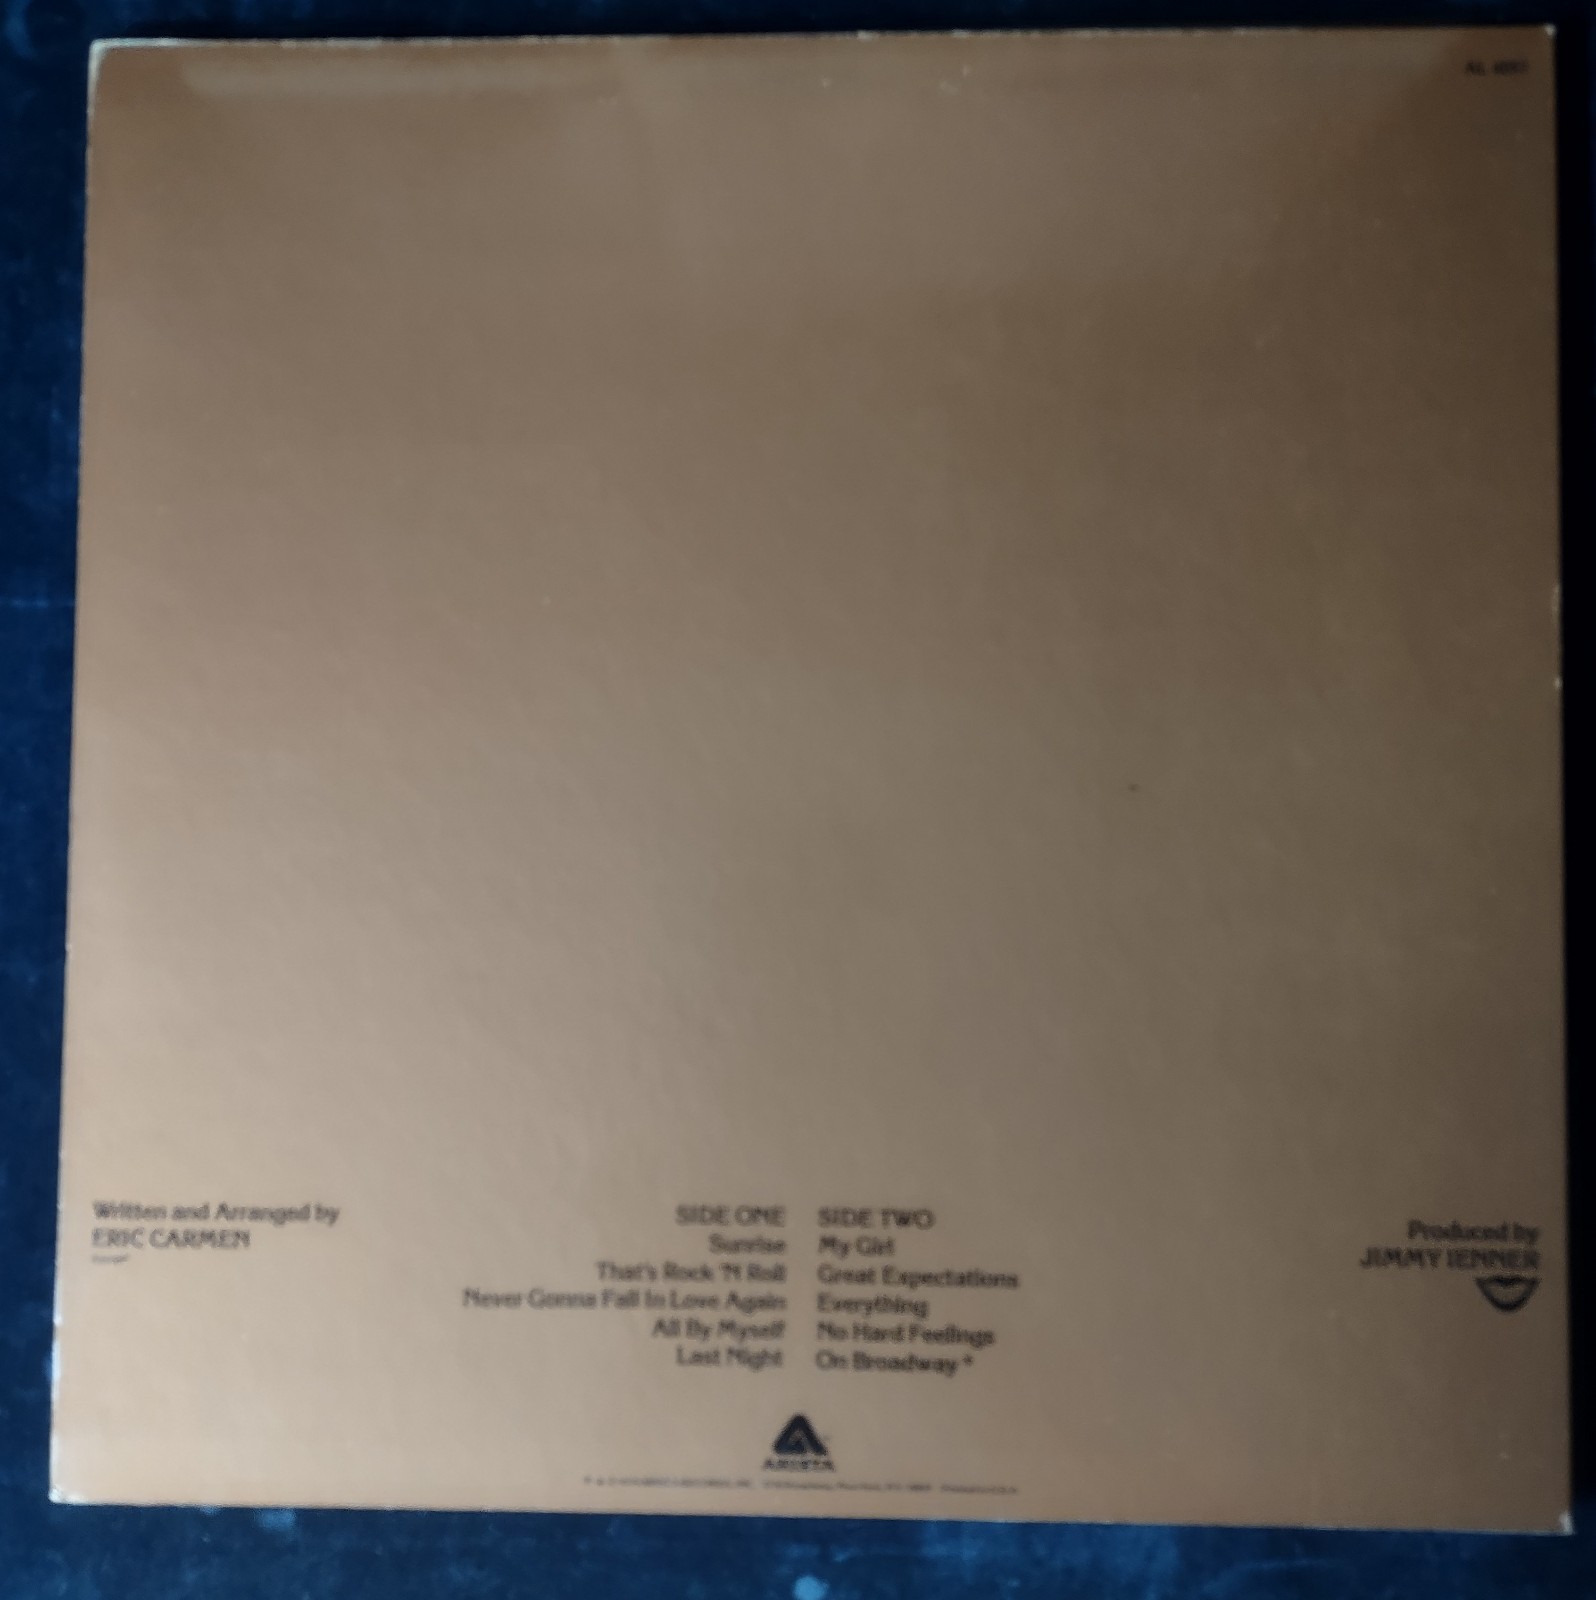 Written and Arranged by
ERIC CARMEN
SIDE ONE
Sunrise
That's Rock 'N Roll
Never Gonna Fall In Love Again
All By Myself
Last Night
SIDE TWO
My Girl
Great Expectations
Everything
No Hard Feelings
On Broadway *
Produced by
JIMMY IENNER
ARISTA